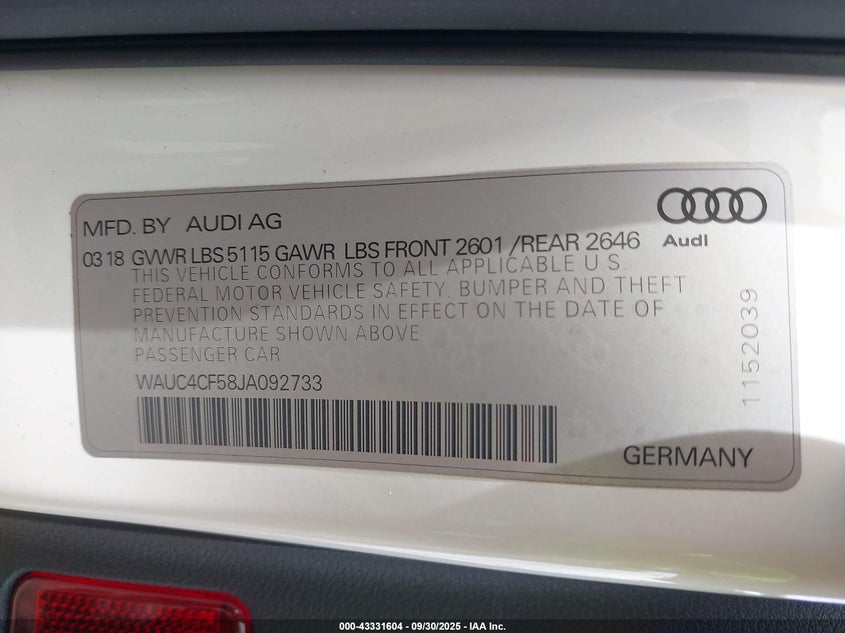 MFD. BY AUDI AG
Audi
03 18 GVWR LBS 5115 GAWR LBS FRONT 2601 /REAR 2646
THIS VEHICLE CONFORMS TO ALL APPLICABLE U.S.
FEDERAL MOTOR VEHICLE SAFETY, BUMPER AND THEFT
PREVENTION STANDARDS IN EFFECT ON THE DATE OF
MANUFACTURE SHOWN ABOVE
PASSENGER CAR
WAUC4CF58JA092733
1152039
GERMANY
000-43331604 - 09/30/2025 - IAA Inc.